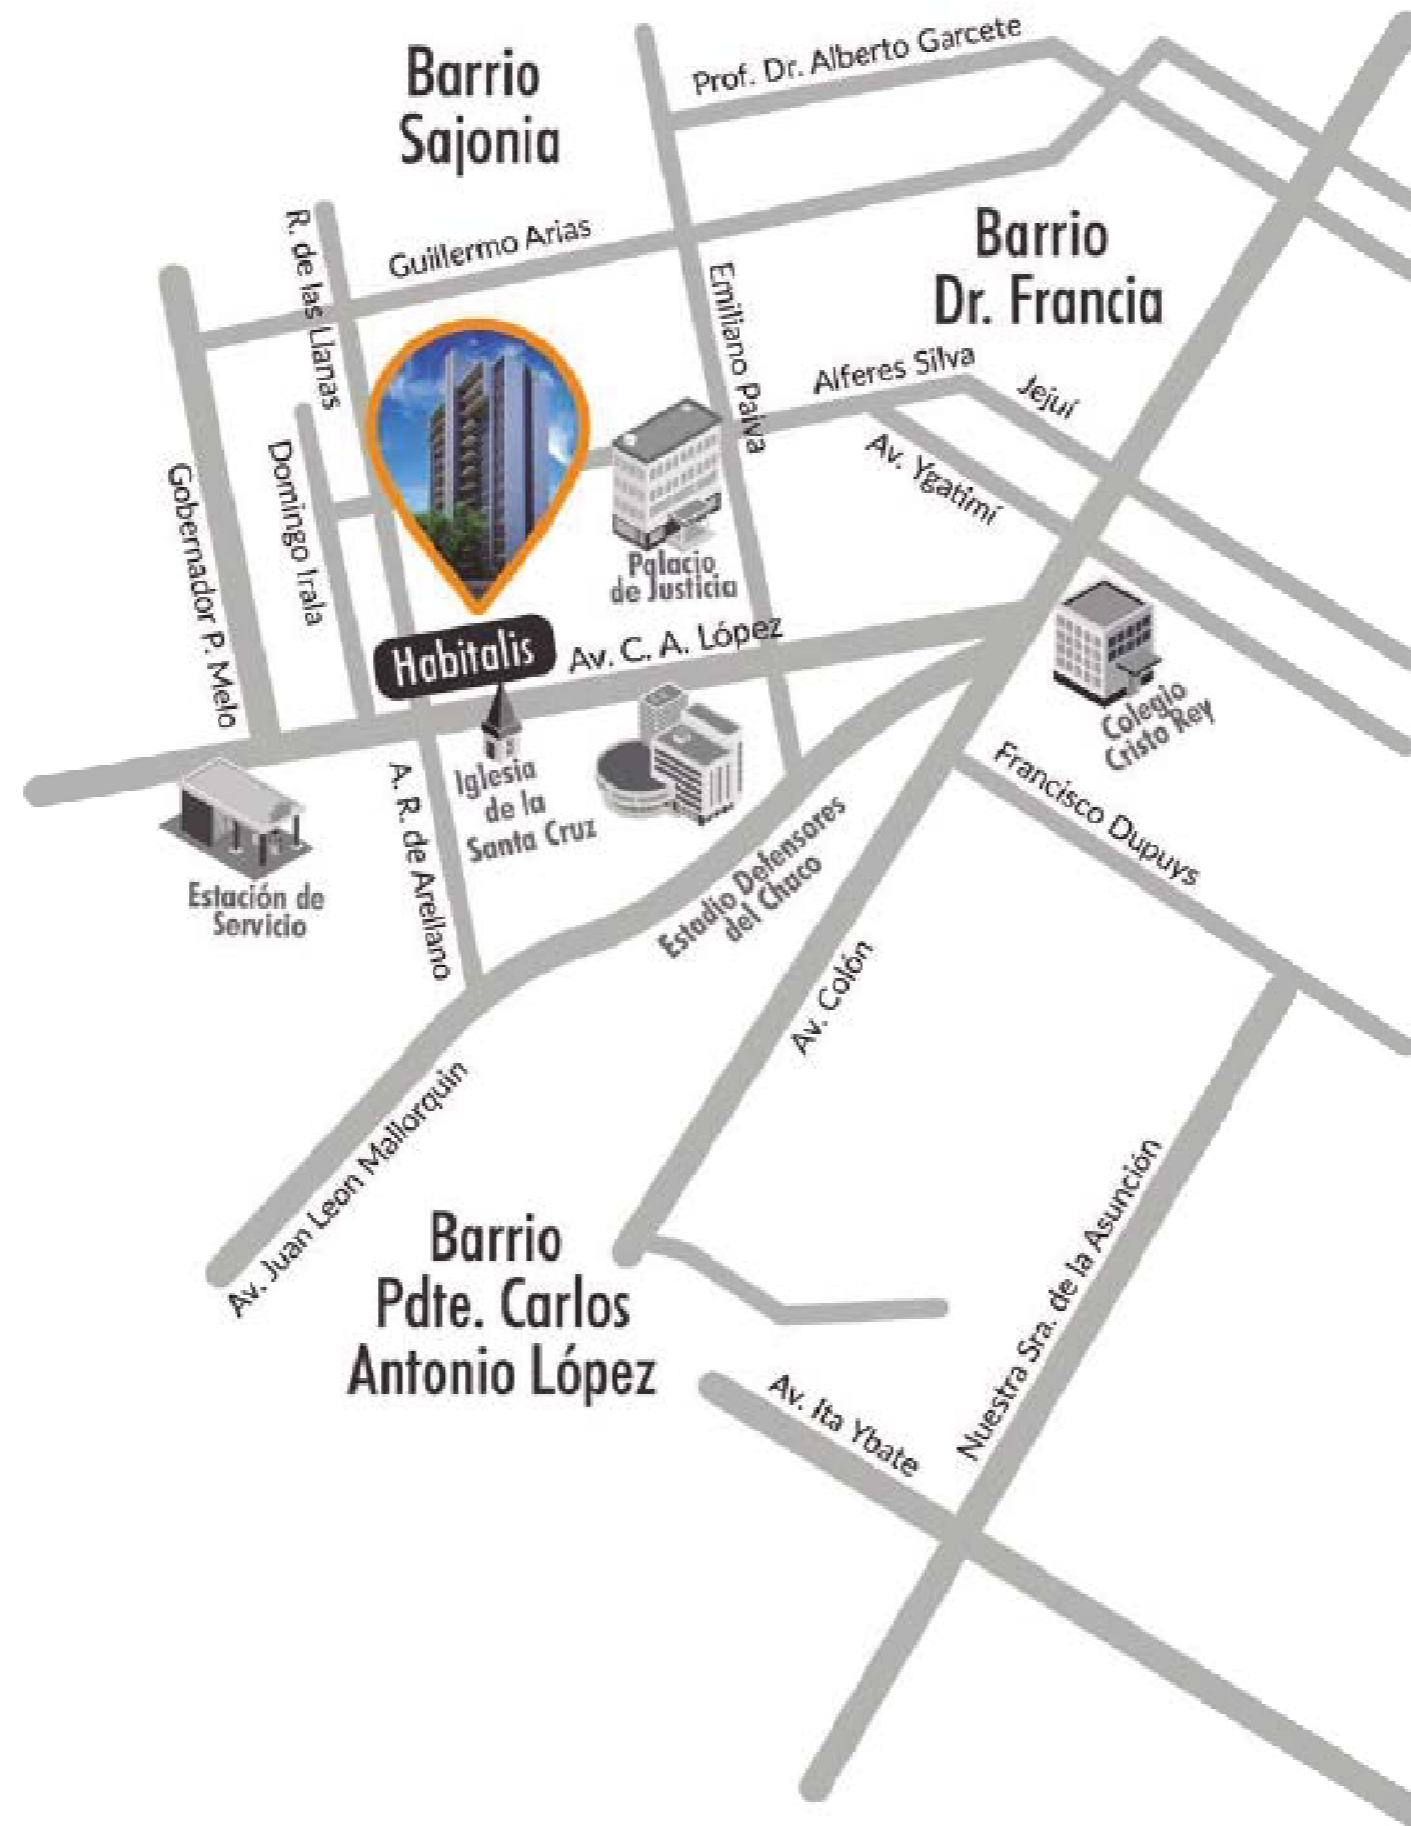 Barrio
Sajonia
Prof. Dr. Alberto Garcete
R. de las Llanas
Guillermo Arias
Barrio
Dr. Francia
Emiliano Paiva
Alferes Silva
Jejuí
Av. Ygatimí
Gobernador P. Melo
Domingo Irala
Palacio
de Justicia
Habitalis
Av. C. A. López
Colegio
Cristo Rey
Iglesia
de la
Santa Cruz
A. R. de Arellano
Estación de
Servicio
Estadio Defensores
del Chaco
Francisco Dupuys
Av. Colón
Av. Juan Leon Mallorquin
Barrio
Pdte. Carlos
Antonio López
Nuestra Sra. de la Asunción
Av. Ita Ybate